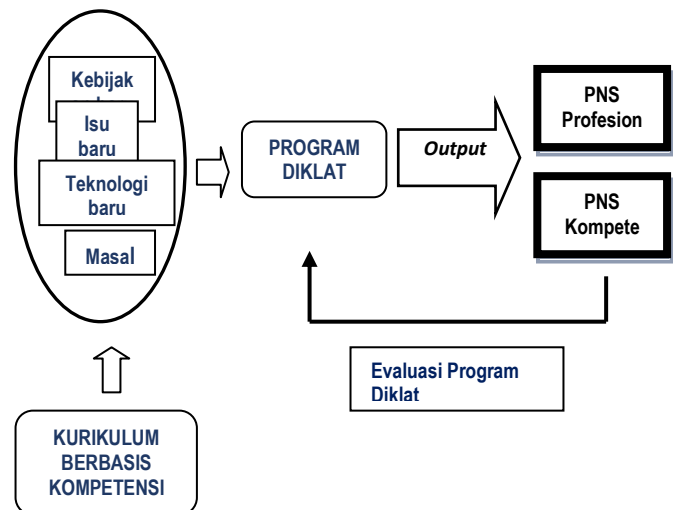 Kebijak
Isu
baru
Teknologi
baru
Masal
PROGRAM
DIKLAT
Output
PNS
Profesion
PNS
Kompete
Evaluasi Program
Diklat
KURIKULUM
BERBASIS
KOMPETENSI